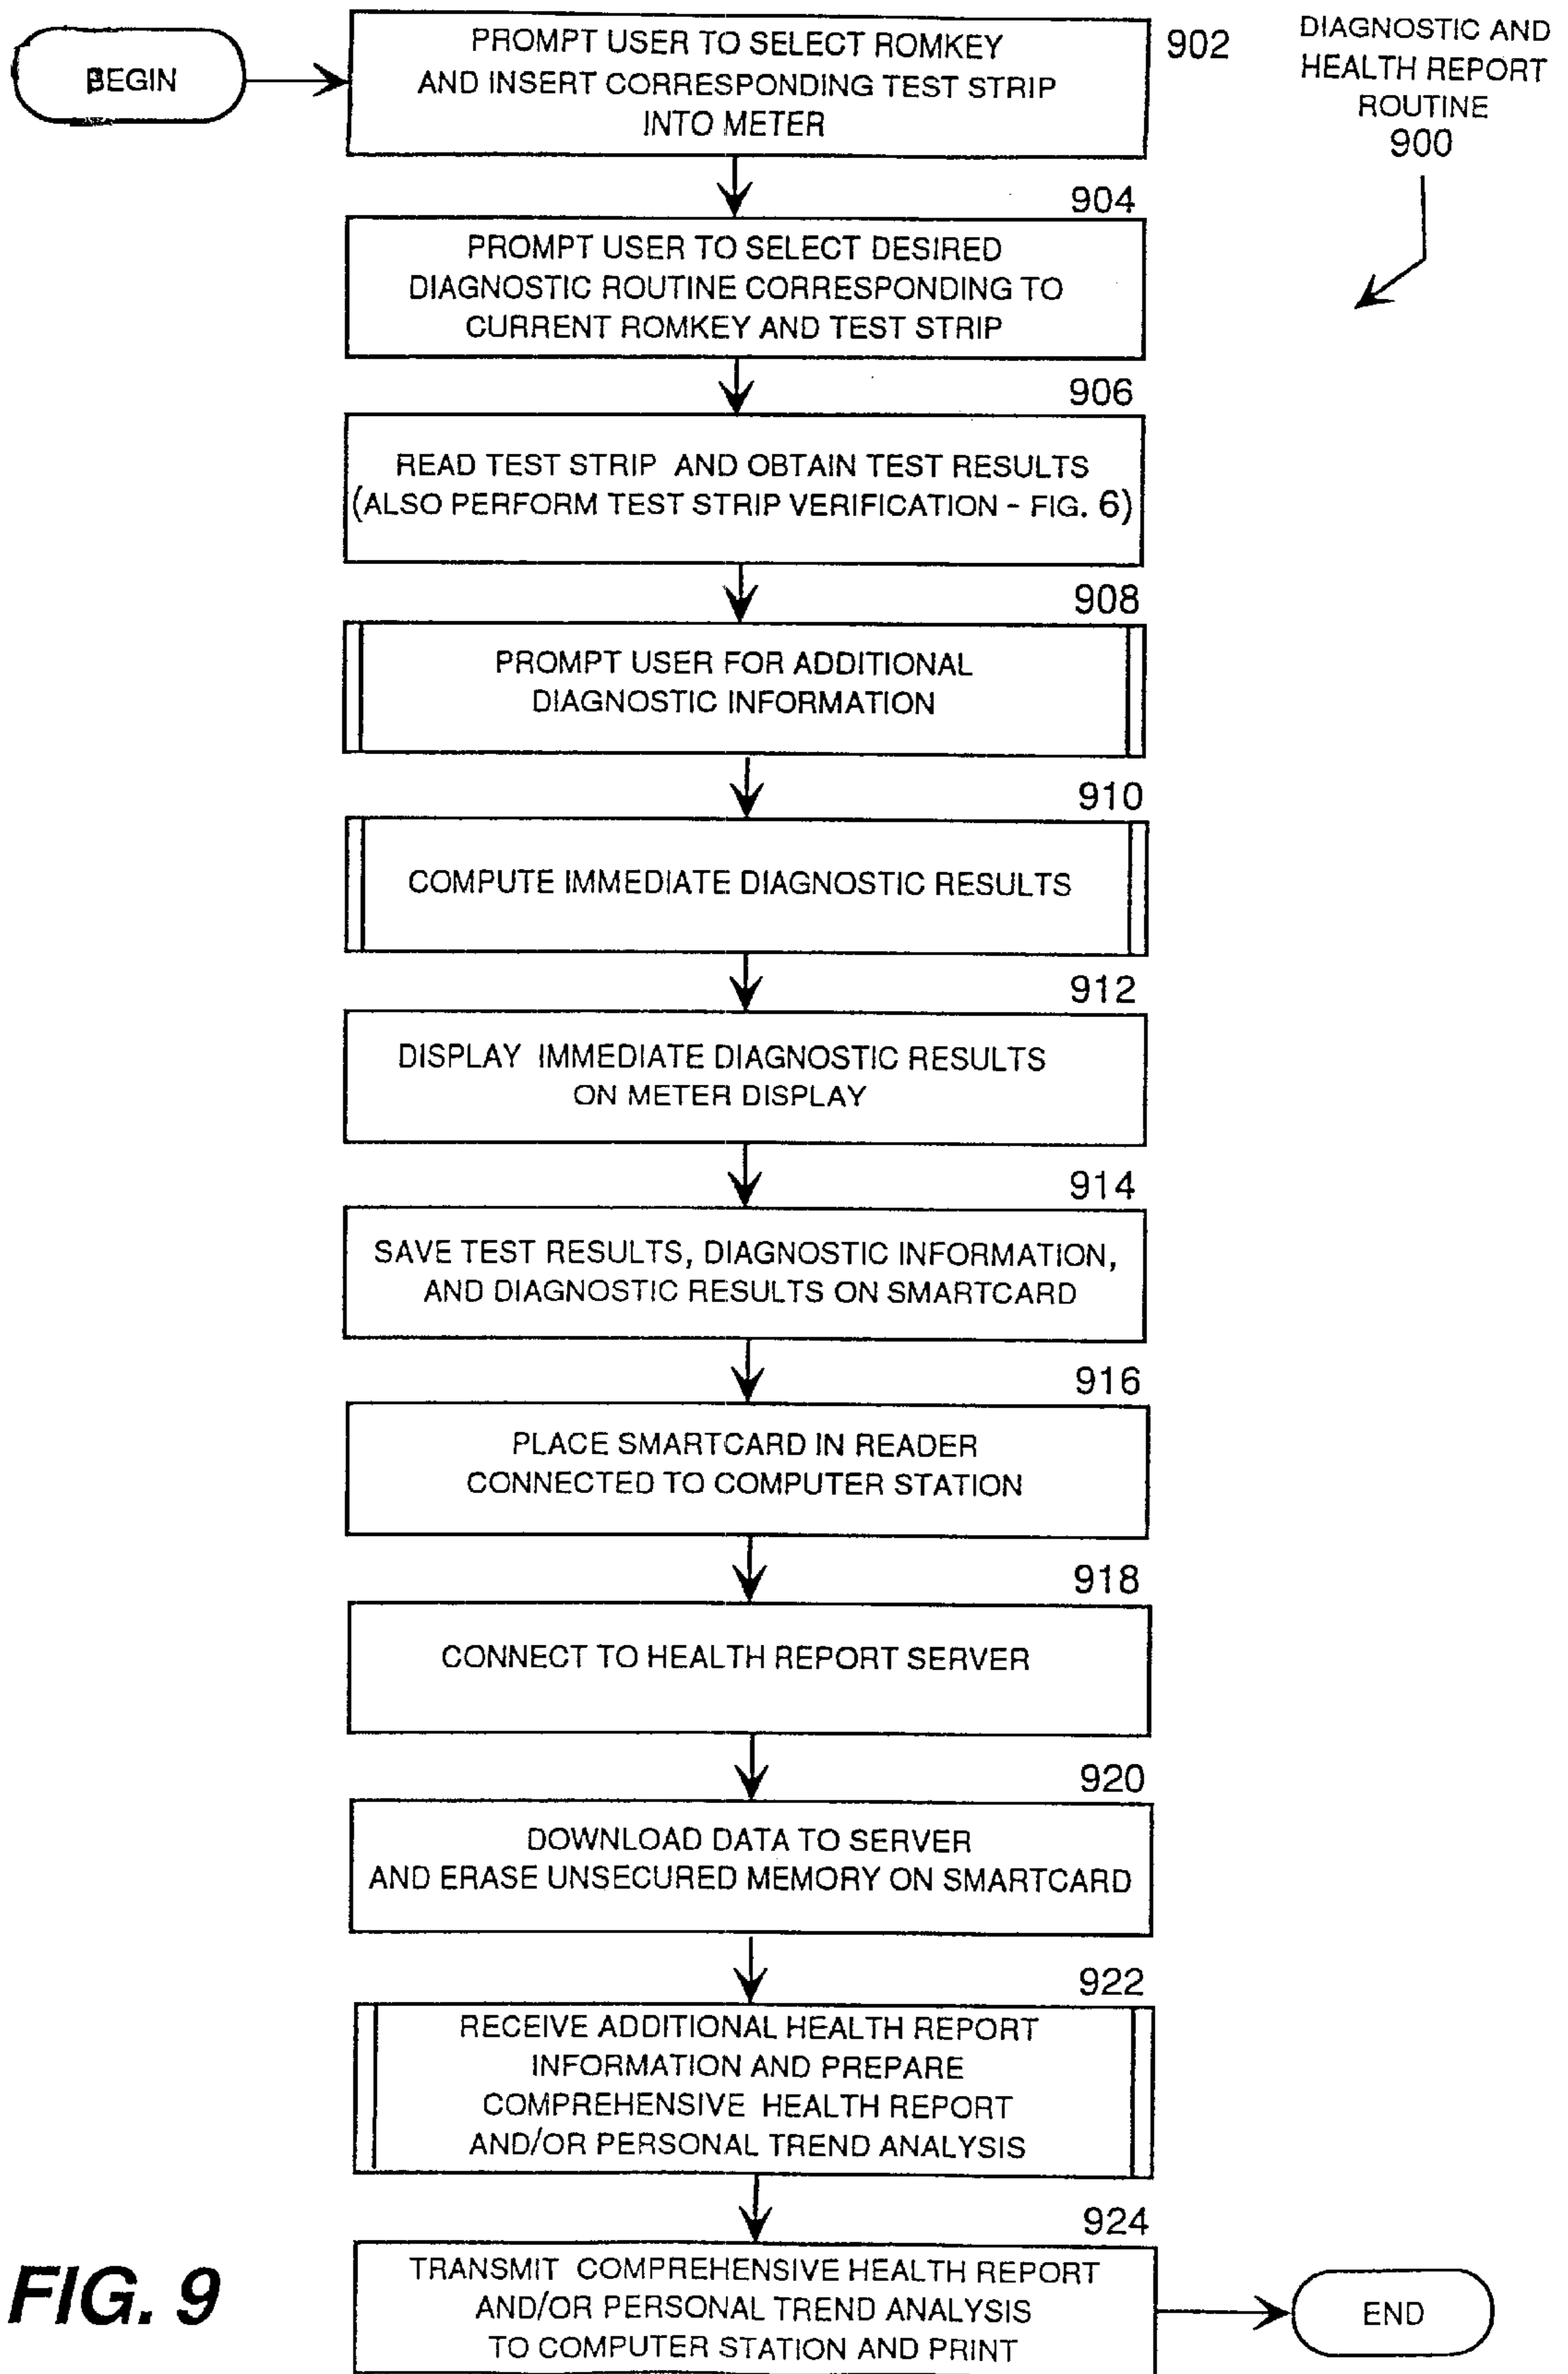 BEGIN
PROMPT USER TO SELECT ROMKEY
AND INSERT CORRESPONDING TEST STRIP
INTO METER
902
DIAGNOSTIC AND
HEALTH REPORT
ROUTINE
900
904
PROMPT USER TO SELECT DESIRED
DIAGNOSTIC ROUTINE CORRESPONDING TO
CURRENT ROMKEY AND TEST STRIP
906
READ TEST STRIP AND OBTAIN TEST RESULTS
(ALSO PERFORM TEST STRIP VERIFICATION - FIG. 6)
908
PROMPT USER FOR ADDITIONAL
DIAGNOSTIC INFORMATION
910
COMPUTE IMMEDIATE DIAGNOSTIC RESULTS
912
DISPLAY IMMEDIATE DIAGNOSTIC RESULTS
ON METER DISPLAY
914
SAVE TEST RESULTS, DIAGNOSTIC INFORMATION,
AND DIAGNOSTIC RESULTS ON SMARTCARD
916
PLACE SMARTCARD IN READER
CONNECTED TO COMPUTER STATION
918
CONNECT TO HEALTH REPORT SERVER
920
DOWNLOAD DATA TO SERVER
AND ERASE UNSECURED MEMORY ON SMARTCARD
922
RECEIVE ADDITIONAL HEALTH REPORT
INFORMATION AND PREPARE
COMPREHENSIVE HEALTH REPORT
AND/OR PERSONAL TREND ANALYSIS
924
TRANSMIT COMPREHENSIVE HEALTH REPORT
AND/OR PERSONAL TREND ANALYSIS
TO COMPUTER STATION AND PRINT
END
FIG. 9